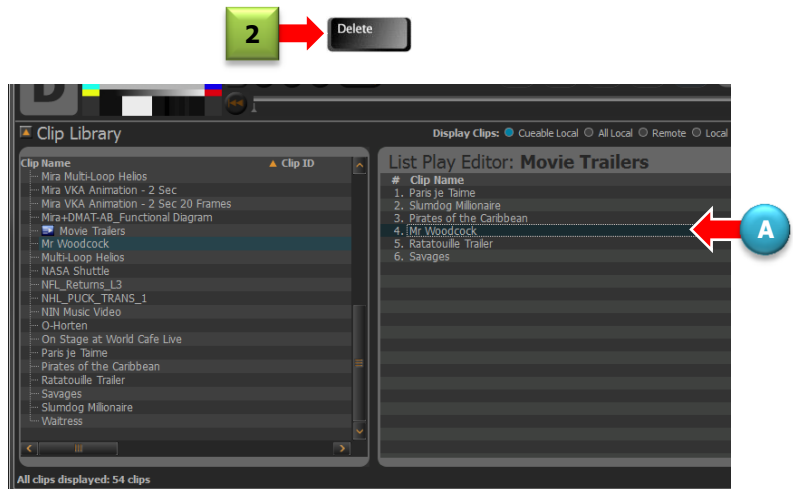 2
Delete
D
Clip Library
Display Clips: Cueable Local All Local Remote Local
Clip Name Clip ID
Mira Multi-Loop Helios
Mira VKA Animation - 2 Sec
Mira VKA Animation - 2 Sec 20 Frames
Mira+DMAT-AB_Functional Diagram
Movie Trailers
Mr Woodcock
Multi-Loop Helios
NASA Shuttle
NFL_Returns_L3
NHL_PUCK_TRANS_1
NIN Music Video
O-Horten
On Stage at World Cafe Live
Paris je Taime
Pirates of the Caribbean
Ratatouille Trailer
Savages
Slumdog Millionaire
Waitress
All clips displayed: 54 clips
List Play Editor: Movie Trailers
# Clip Name
1. Paris je Taime
2. Slumdog Millionaire
3. Pirates of the Caribbean
4. Mr Woodcock
5. Ratatouille Trailer
6. Savages
A